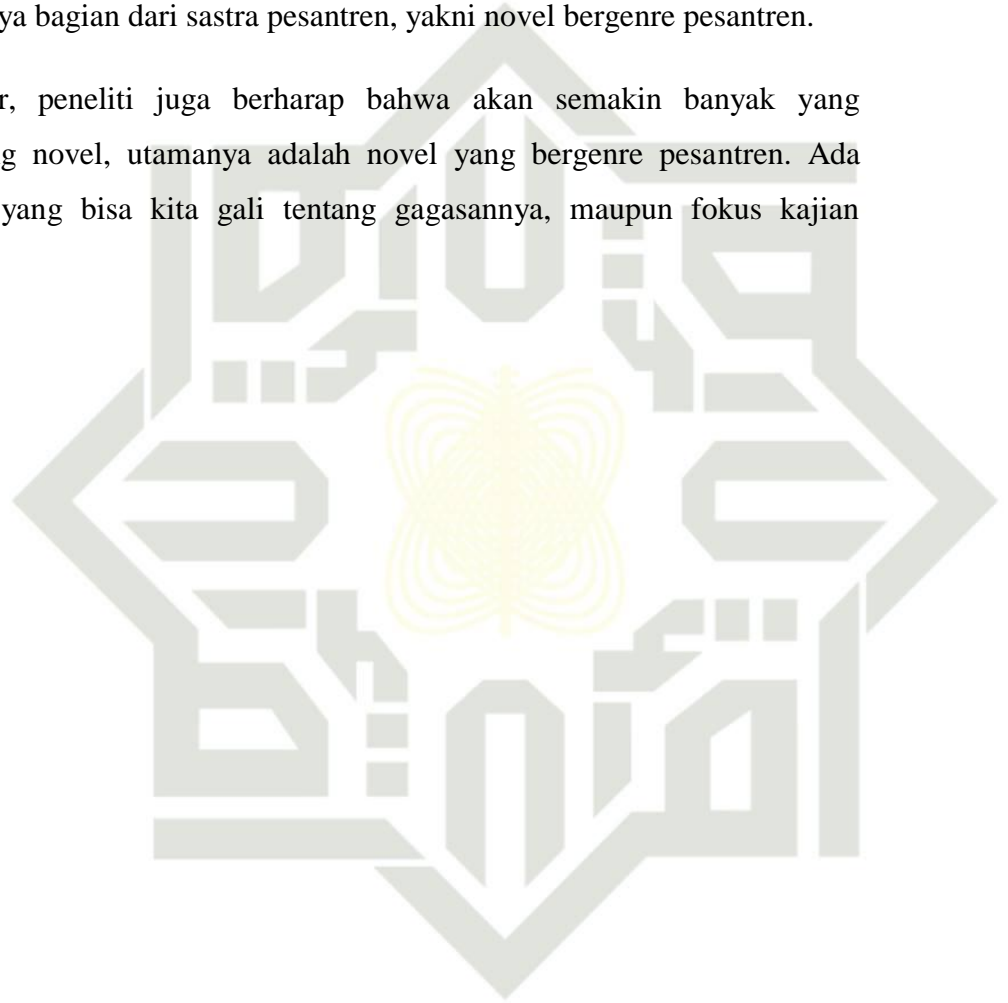 ya bagian dari sastra pesantren, yakni novel bergenre pesantren.
r, peneliti juga berharap bahwa akan semakin banyak yang
g novel, utamanya adalah novel yang bergenre pesantren. Ada
yang bisa kita gali tentang gagasannya, maupun fokus kajian